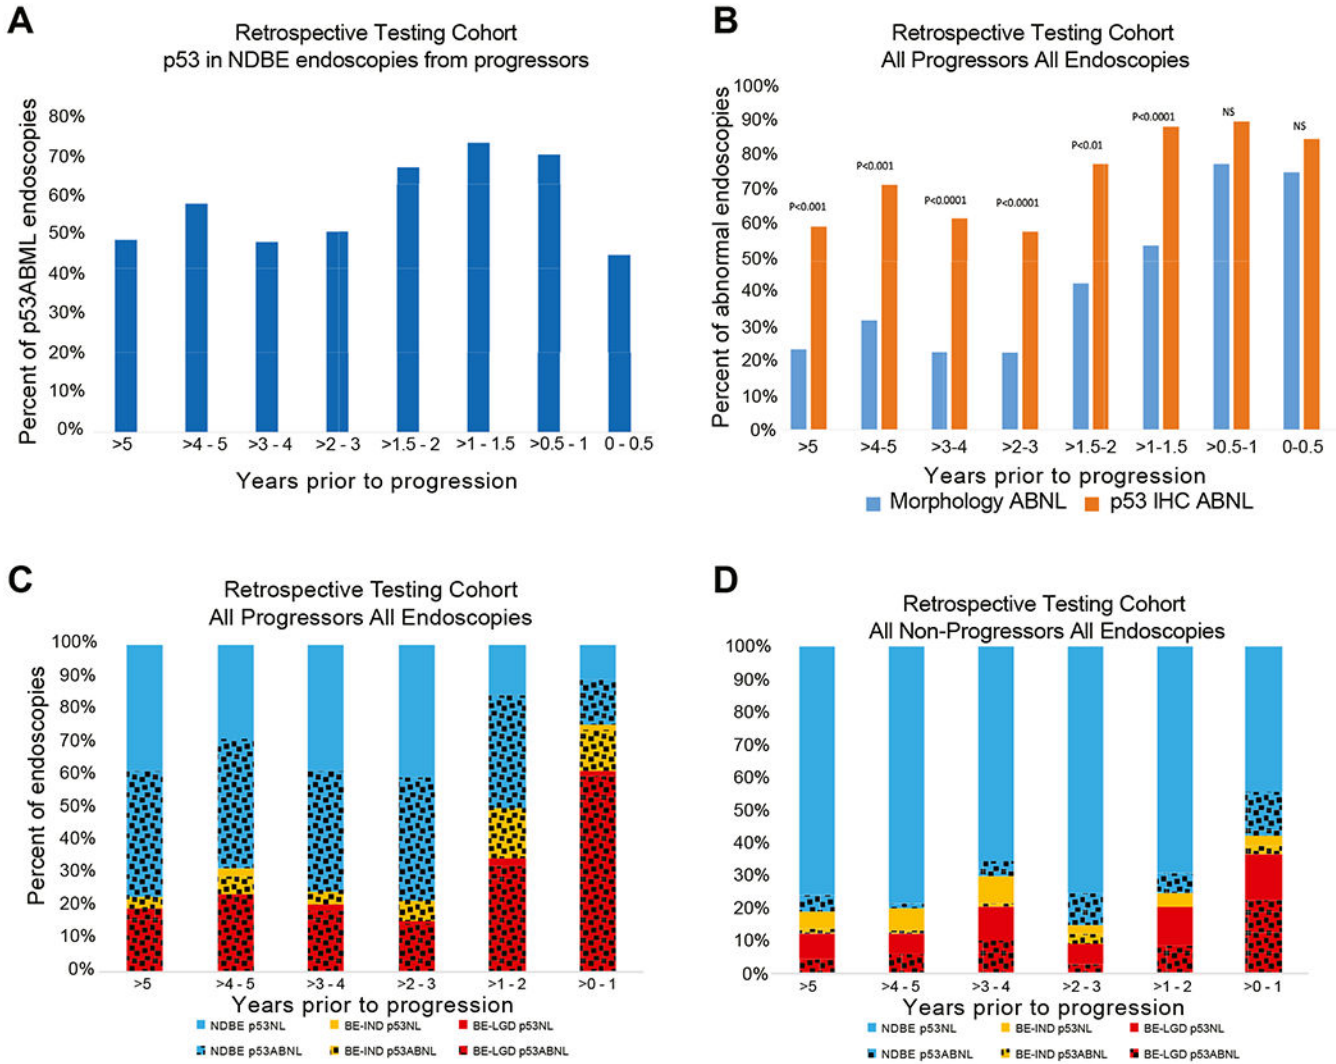 A
Retrospective Testing Cohort
p53 in NDBE endoscopies from progressors
Percent of p53ABML endoscopies
80%
70%
60%
50%
40%
30%
20%
10%
0%
>5
>4 - 5
>3 - 4
>2 - 3
>1.5 - 2
>1 - 1.5
>0.5 - 1
0 - 0.5
Years prior to progression
B
Retrospective Testing Cohort
All Progressors All Endoscopies
Percent of abnormal endoscopies
100%
90%
80%
70%
60%
50%
40%
30%
20%
10%
0%
P<0.001
P<0.001
P<0.0001
P<0.0001
P<0.01
P<0.0001
NS
NS
>5
>4-5
>3-4
>2-3
>1.5-2
>1-1.5
>0.5-1
0-0.5
Years prior to progression
Morphology ABNL
p53 IHC ABNL
C
Retrospective Testing Cohort
All Progressors All Endoscopies
Percent of endoscopies
100%
90%
80%
70%
60%
50%
40%
30%
20%
10%
0%
>5
>4 - 5
>3 - 4
>2 - 3
>1 - 2
>0 - 1
Years prior to progression
NDBE p53NL
BE-IND p53NL
BE-LGD p53NL
NDBE p53ABNL
BE-IND p53ABNL
BE-LGD p53ABNL
D
Retrospective Testing Cohort
All Non-Progressors All Endoscopies
100%
90%
80%
70%
60%
50%
40%
30%
20%
10%
0%
>5
>4 - 5
>3 - 4
>2 - 3
>1 - 2
>0 - 1
Years prior to progression
NDBE p53NL
BE-IND p53NL
BE-LGD p53NL
NDBE p53ABNL
BE-IND p53ABNL
BE-LGD p53ABNL